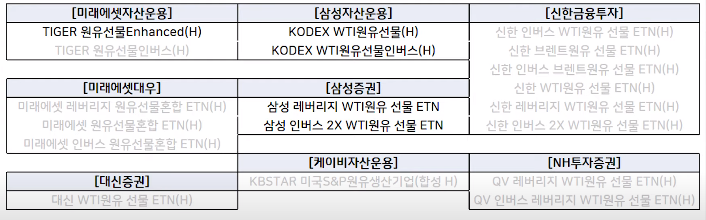 [미래에셋자산운용]
TIGER 원유선물Enhanced(H)
TIGER 원유선물인버스(H)
[삼성자산운용]
KODEX WTI원유선물(H)
KODEX WTI원유선물인버스(H)
[신한금융투자]
신한 인버스 WTI원유 선물 ETN(H)
신한 브렌트원유 선물 ETN(H)
신한 인버스 브렌트원유 선물 ETN(H)
신한 WTI원유 선물 ETN(H)
신한 레버리지 WTI원유 선물 ETN(H)
신한 인버스 2X WTI원유 선물 ETN(H)
[미래에셋대우]
미래에셋 레버리지 원유선물혼합 ETN(H)
미래에셋 원유선물혼합 ETN(H)
미래에셋 인버스 원유선물혼합 ETN(H)
[삼성증권]
삼성 레버리지 WTI원유 선물 ETN
삼성 인버스 2X WTI원유 선물 ETN
[대신증권]
대신 WTI원유 선물 ETN(H)
[케이비자산운용]
KBSTAR 미국S&P원유생산기업(합성 H)
[NH투자증권]
QV 레버리지 WTI원유 선물 ETN(H)
QV 인버스 레버리지 WTI원유 선물 ETN(H)